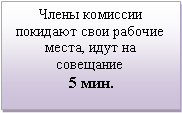 Члены комиссии
покидают свои рабочие
места, идут на
совещание
5 мин.